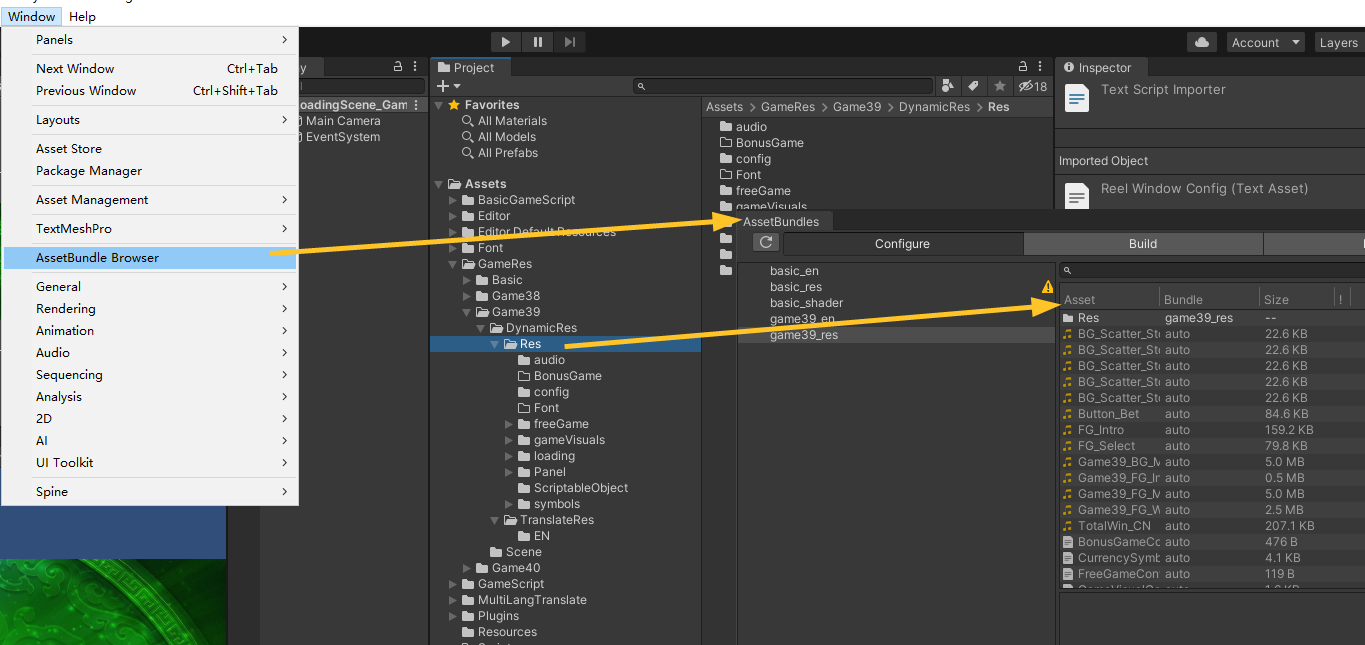 Window Help
Panels
Next Window Ctrl+Tab
Previous Window Ctrl+Shift+Tab
Layouts
Asset Store
Package Manager
Asset Management
TextMeshPro
AssetBundle Browser
General
Rendering
Animation
Audio
Sequencing
Analysis
2D
AI
UI Toolkit
Spine
y
oadingScene_Gam
Main Camera
EventSystem
Account
Layers
Project
18
Favorites
All Materials
All Models
All Prefabs
Assets
BasicGameScript
Editor
Editor Default Resources
Font
GameRes
Basic
Game38
Game39
DynamicRes
Res
audio
BonusGame
config
Font
freeGame
gameVisuals
loading
Panel
ScriptableObject
symbols
TranslateRes
EN
Scene
Game40
GameScript
MultiLangTranslate
Plugins
Resources
Assets > GameRes > Game39 > DynamicRes > Res
audio
BonusGame
config
Font
freeGame
gameVisuals
Inspector
Text Script Importer
Imported Object
Reel Window Config (Text Asset)
AssetBundles
Configure Build
basic_en
basic_res
basic_shader
game39_en
game39_res
Asset Bundle Size !
Res game39_res --
BG_Scatter_St auto 22.6 KB
BG_Scatter_St auto 22.6 KB
BG_Scatter_St auto 22.6 KB
BG_Scatter_St auto 22.6 KB
BG_Scatter_St auto 22.6 KB
Button_Bet auto 84.6 KB
FG_Intro auto 159.2 KB
FG_Select auto 79.8 KB
Game39_BG_M auto 5.0 MB
Game39_FG_In auto 0.5 MB
Game39_FG_M auto 5.0 MB
Game39_FG_W auto 2.5 MB
TotalWin_CN auto 207.1 KB
BonusGameCo auto 476 B
CurrencySymb auto 4.1 KB
FreeGameCon auto 119 B